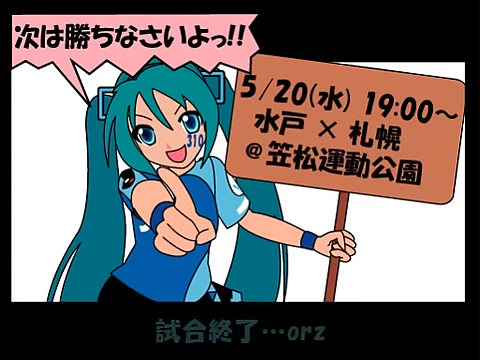 次は勝ちなさいよっ!!
5/20(水) 19:00~
水戸 × 札幌
@ 笠松運動公園
310
試合終了…orz